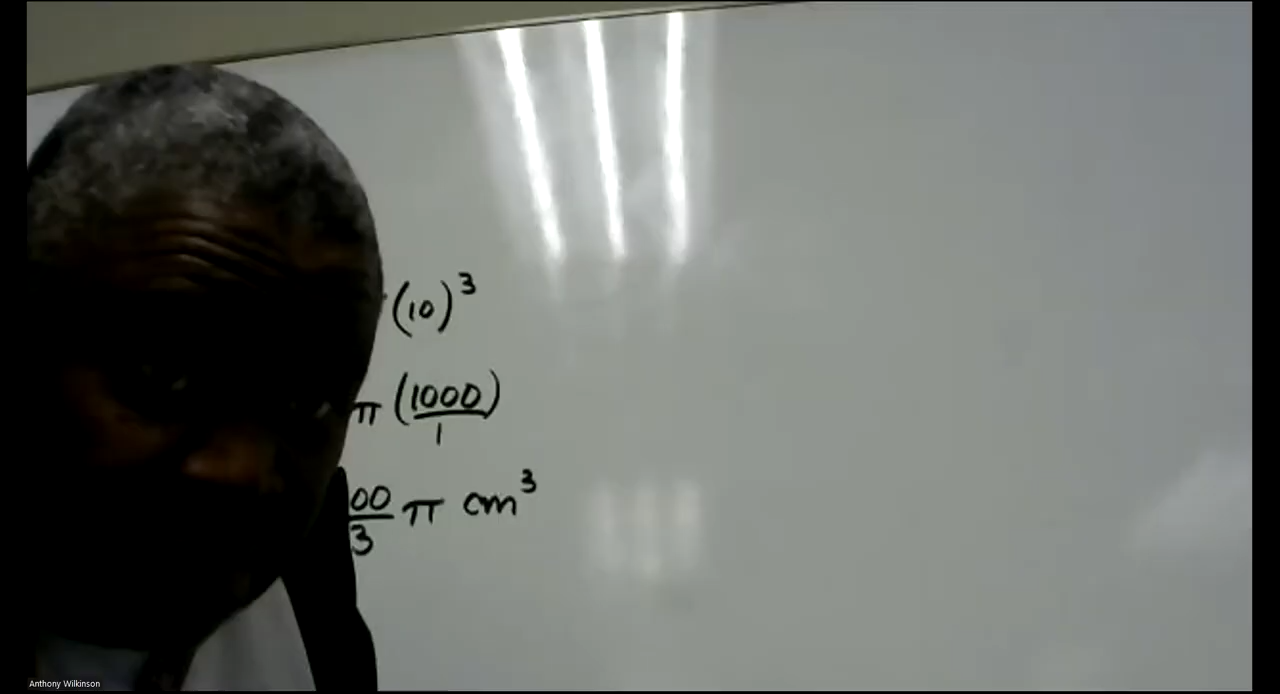 (10)³
π (1000/1)
00/3 π cm³
Anthony Wilkinson